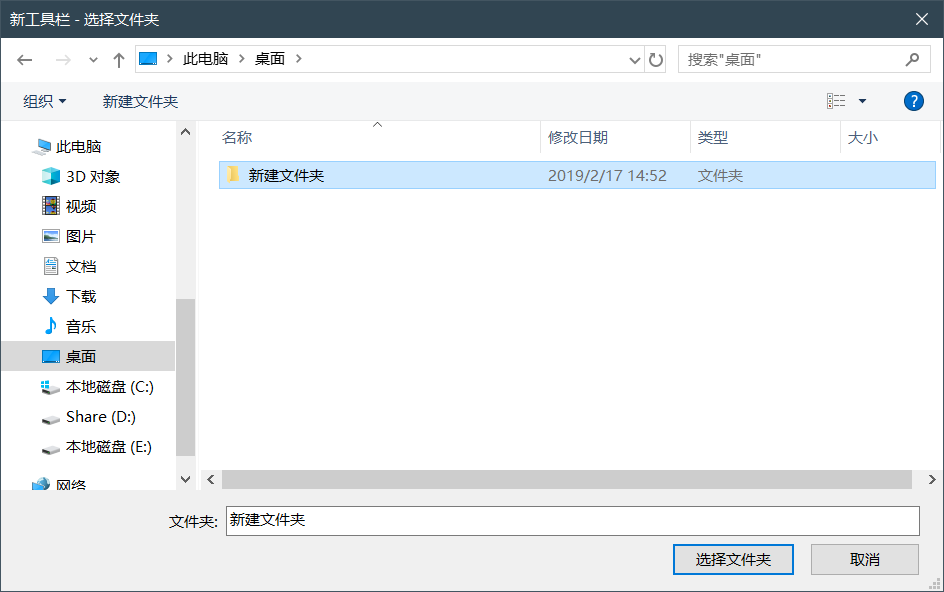 新工具栏 - 选择文件夹
此电脑 桌面
搜索"桌面"
组织
新建文件夹
?
名称 修改日期 类型 大小
新建文件夹 2019/2/17 14:52 文件夹
此电脑
3D 对象
视频
图片
文档
下载
音乐
桌面
本地磁盘 (C:)
Share (D:)
本地磁盘 (E:)
网络
文件夹: 新建文件夹
选择文件夹 取消